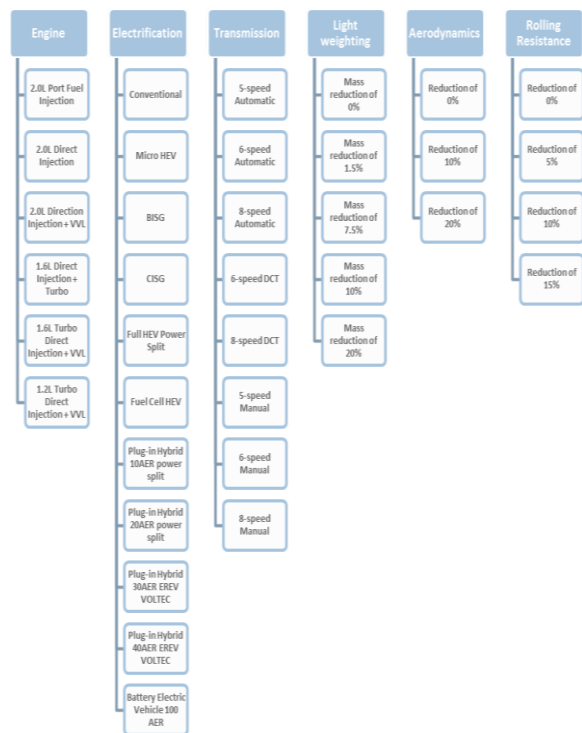 Engine
2.0L Port Fuel
Injection
2.0L Direct
Injection
2.0L Direction
Injection + VVL
1.6L Direct
Injection +
Turbo
1.6L Turbo
Direct
Injection + VVL
1.2L Turbo
Direct
Injection + VVL
Electrification
Conventional
Micro HEV
BISG
CISG
Full HEV Power
Split
Fuel Cell HEV
Plug-in Hybrid
10AER power
split
Plug-in Hybrid
20AER power
split
Plug-in Hybrid
30AER EREV
VOLTEC
Plug-in Hybrid
40AER EREV
VOLTEC
Battery Electric
Vehicle 100
AER
Transmission
5-speed
Automatic
6-speed
Automatic
8-speed
Automatic
6-speed DCT
8-speed DCT
5-speed
Manual
6-speed
Manual
8-speed
Manual
Light
weighting
Mass
reduction of
0%
Mass
reduction of
1.5%
Mass
reduction of
7.5%
Mass
reduction of
10%
Mass
reduction of
20%
Aerodynamics
Reduction of
0%
Reduction of
10%
Reduction of
20%
Rolling
Resistance
Reduction of
0%
Reduction of
5%
Reduction of
10%
Reduction of
15%